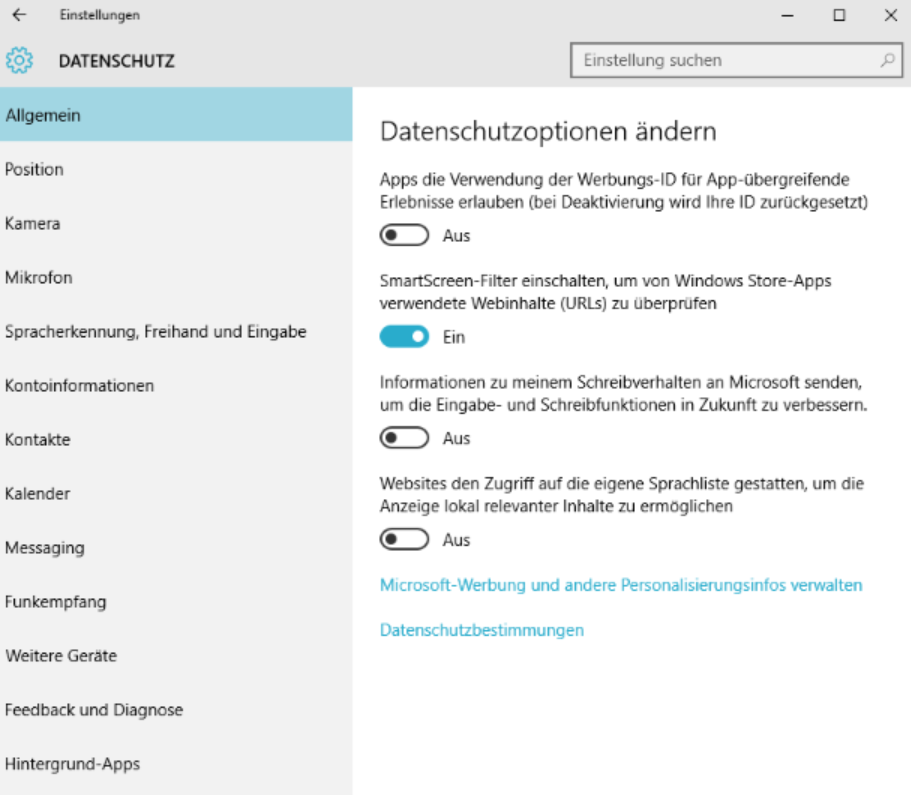 Einstellungen
DATENSCHUTZ
Einstellung suchen
Allgemein
Position
Kamera
Mikrofon
Spracherkennung, Freihand und Eingabe
Kontoinformationen
Kontakte
Kalender
Messaging
Funkempfang
Weitere Geräte
Feedback und Diagnose
Hintergrund-Apps
Datenschutzoptionen ändern
Apps die Verwendung der Werbungs-ID für App-übergreifende
Erlebnisse erlauben (bei Deaktivierung wird Ihre ID zurückgesetzt)
Aus
SmartScreen-Filter einschalten, um von Windows Store-Apps
verwendete Webinhalte (URLs) zu überprüfen
Ein
Informationen zu meinem Schreibverhalten an Microsoft senden,
um die Eingabe- und Schreibfunktionen in Zukunft zu verbessern.
Aus
Websites den Zugriff auf die eigene Sprachliste gestatten, um die
Anzeige lokal relevanter Inhalte zu ermöglichen
Aus
Microsoft-Werbung und andere Personalisierungsinfos verwalten
Datenschutzbestimmungen